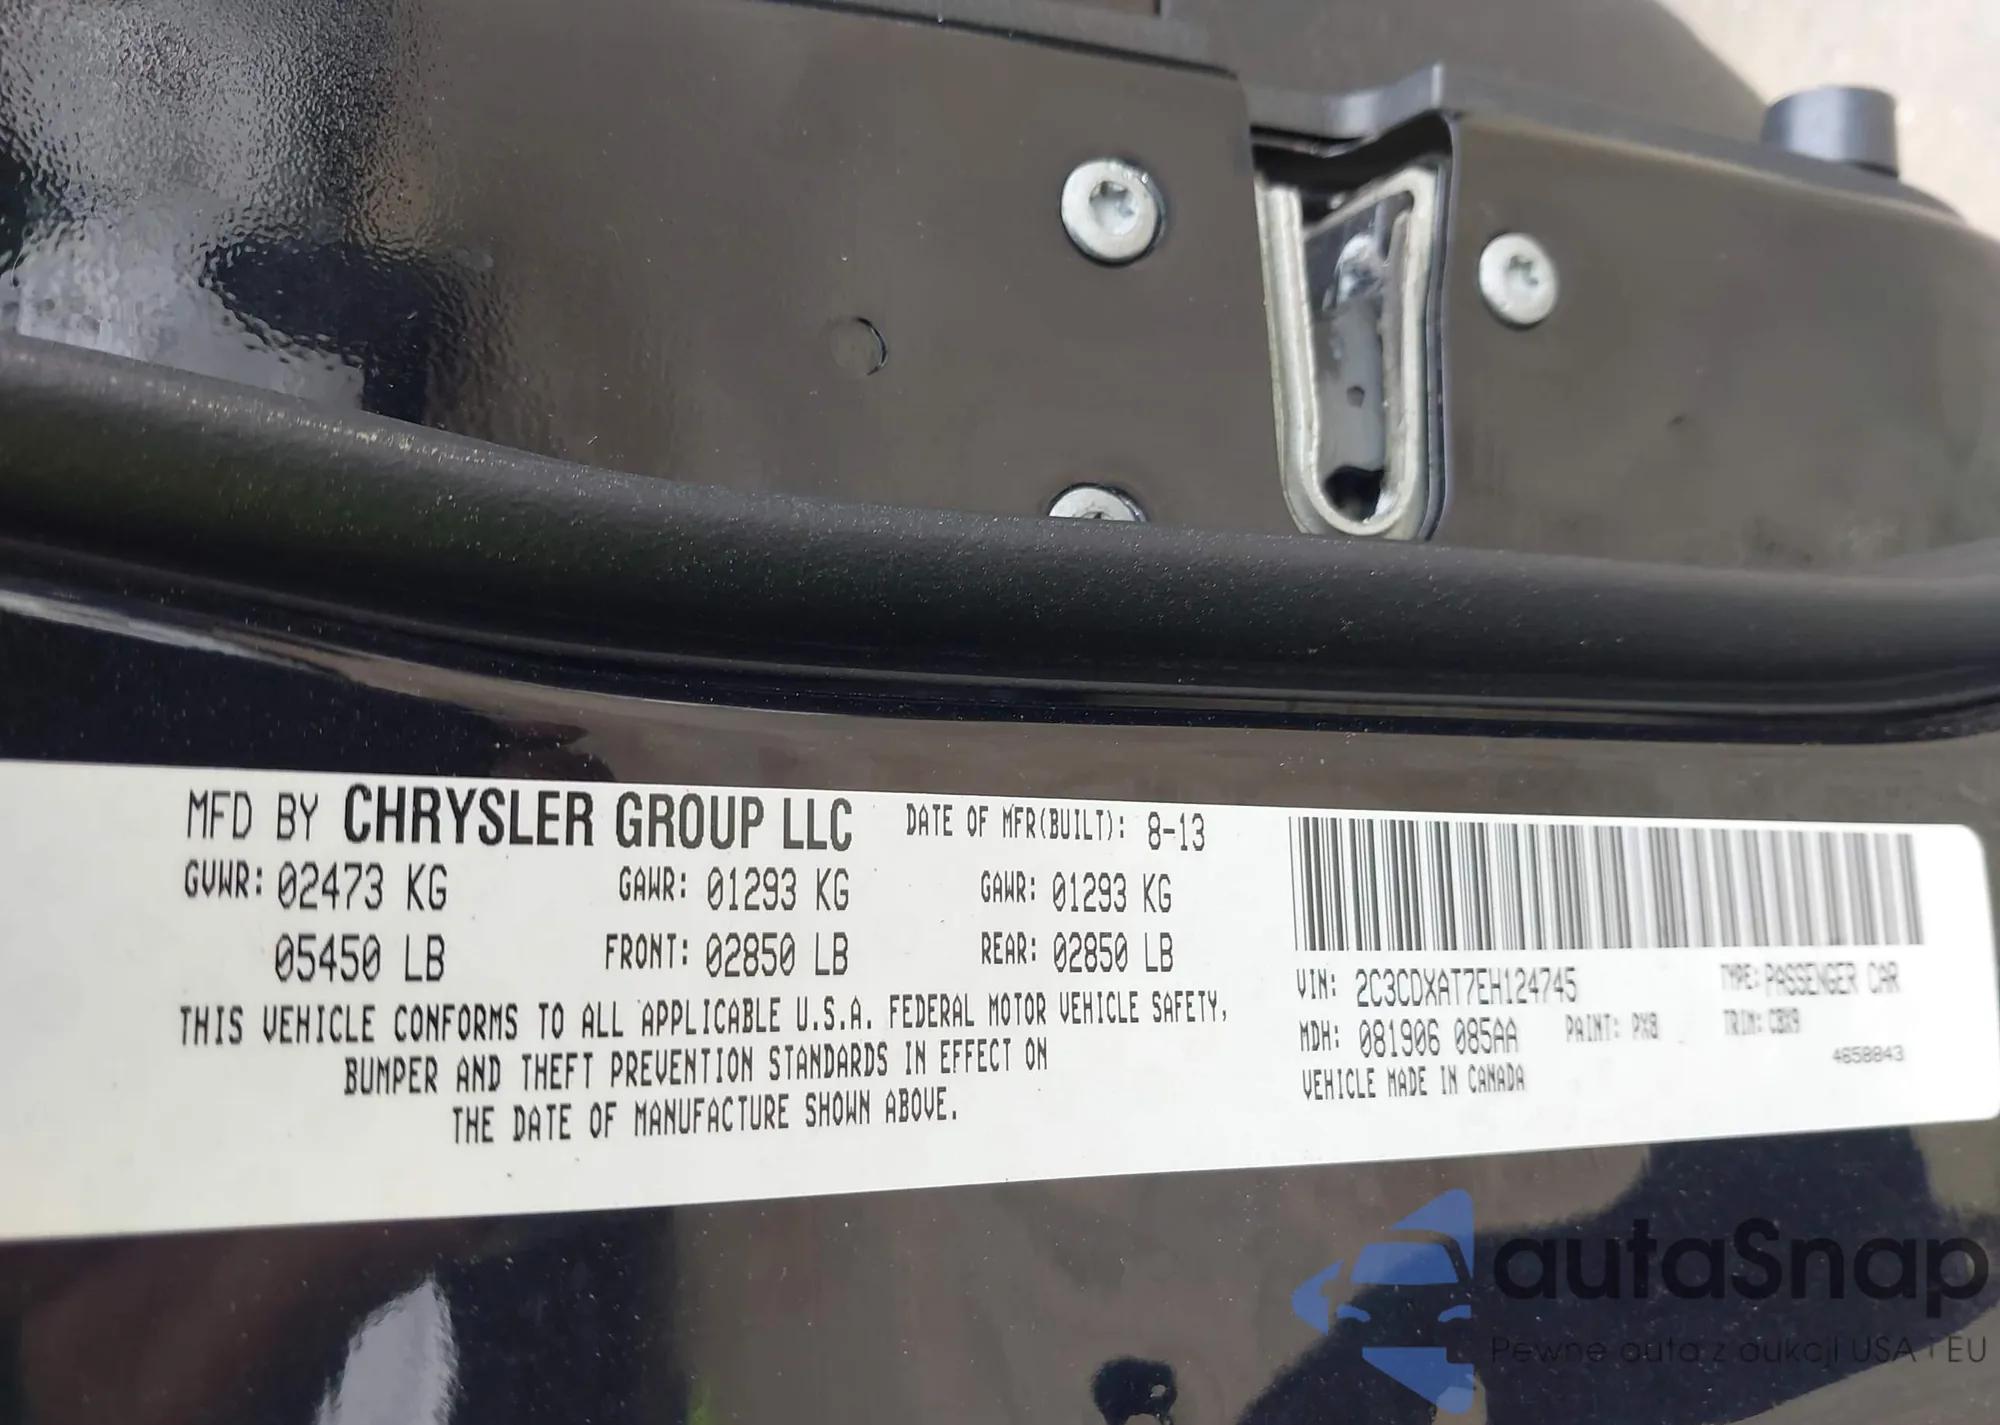 MFD BY CHRYSLER GROUP LLC DATE OF MFR(BUILT): 8-13
GVWR: 02473 KG GAWR: 01293 KG GAWR: 01293 KG
05450 LB FRONT: 02850 LB REAR: 02850 LB
THIS VEHICLE CONFORMS TO ALL APPLICABLE U.S.A. FEDERAL MOTOR VEHICLE SAFETY,
BUMPER AND THEFT PREVENTION STANDARDS IN EFFECT ON
THE DATE OF MANUFACTURE SHOWN ABOVE.
VIN: 2C3CDXAT7EH124745 TYPE: PASSENGER CAR
MDH: 081906 085AA PAINT: PX8 TRIM: CBX9
VEHICLE MADE IN CANADA 4658843
autaSnap
Pewne auta z aukcji USA i EU